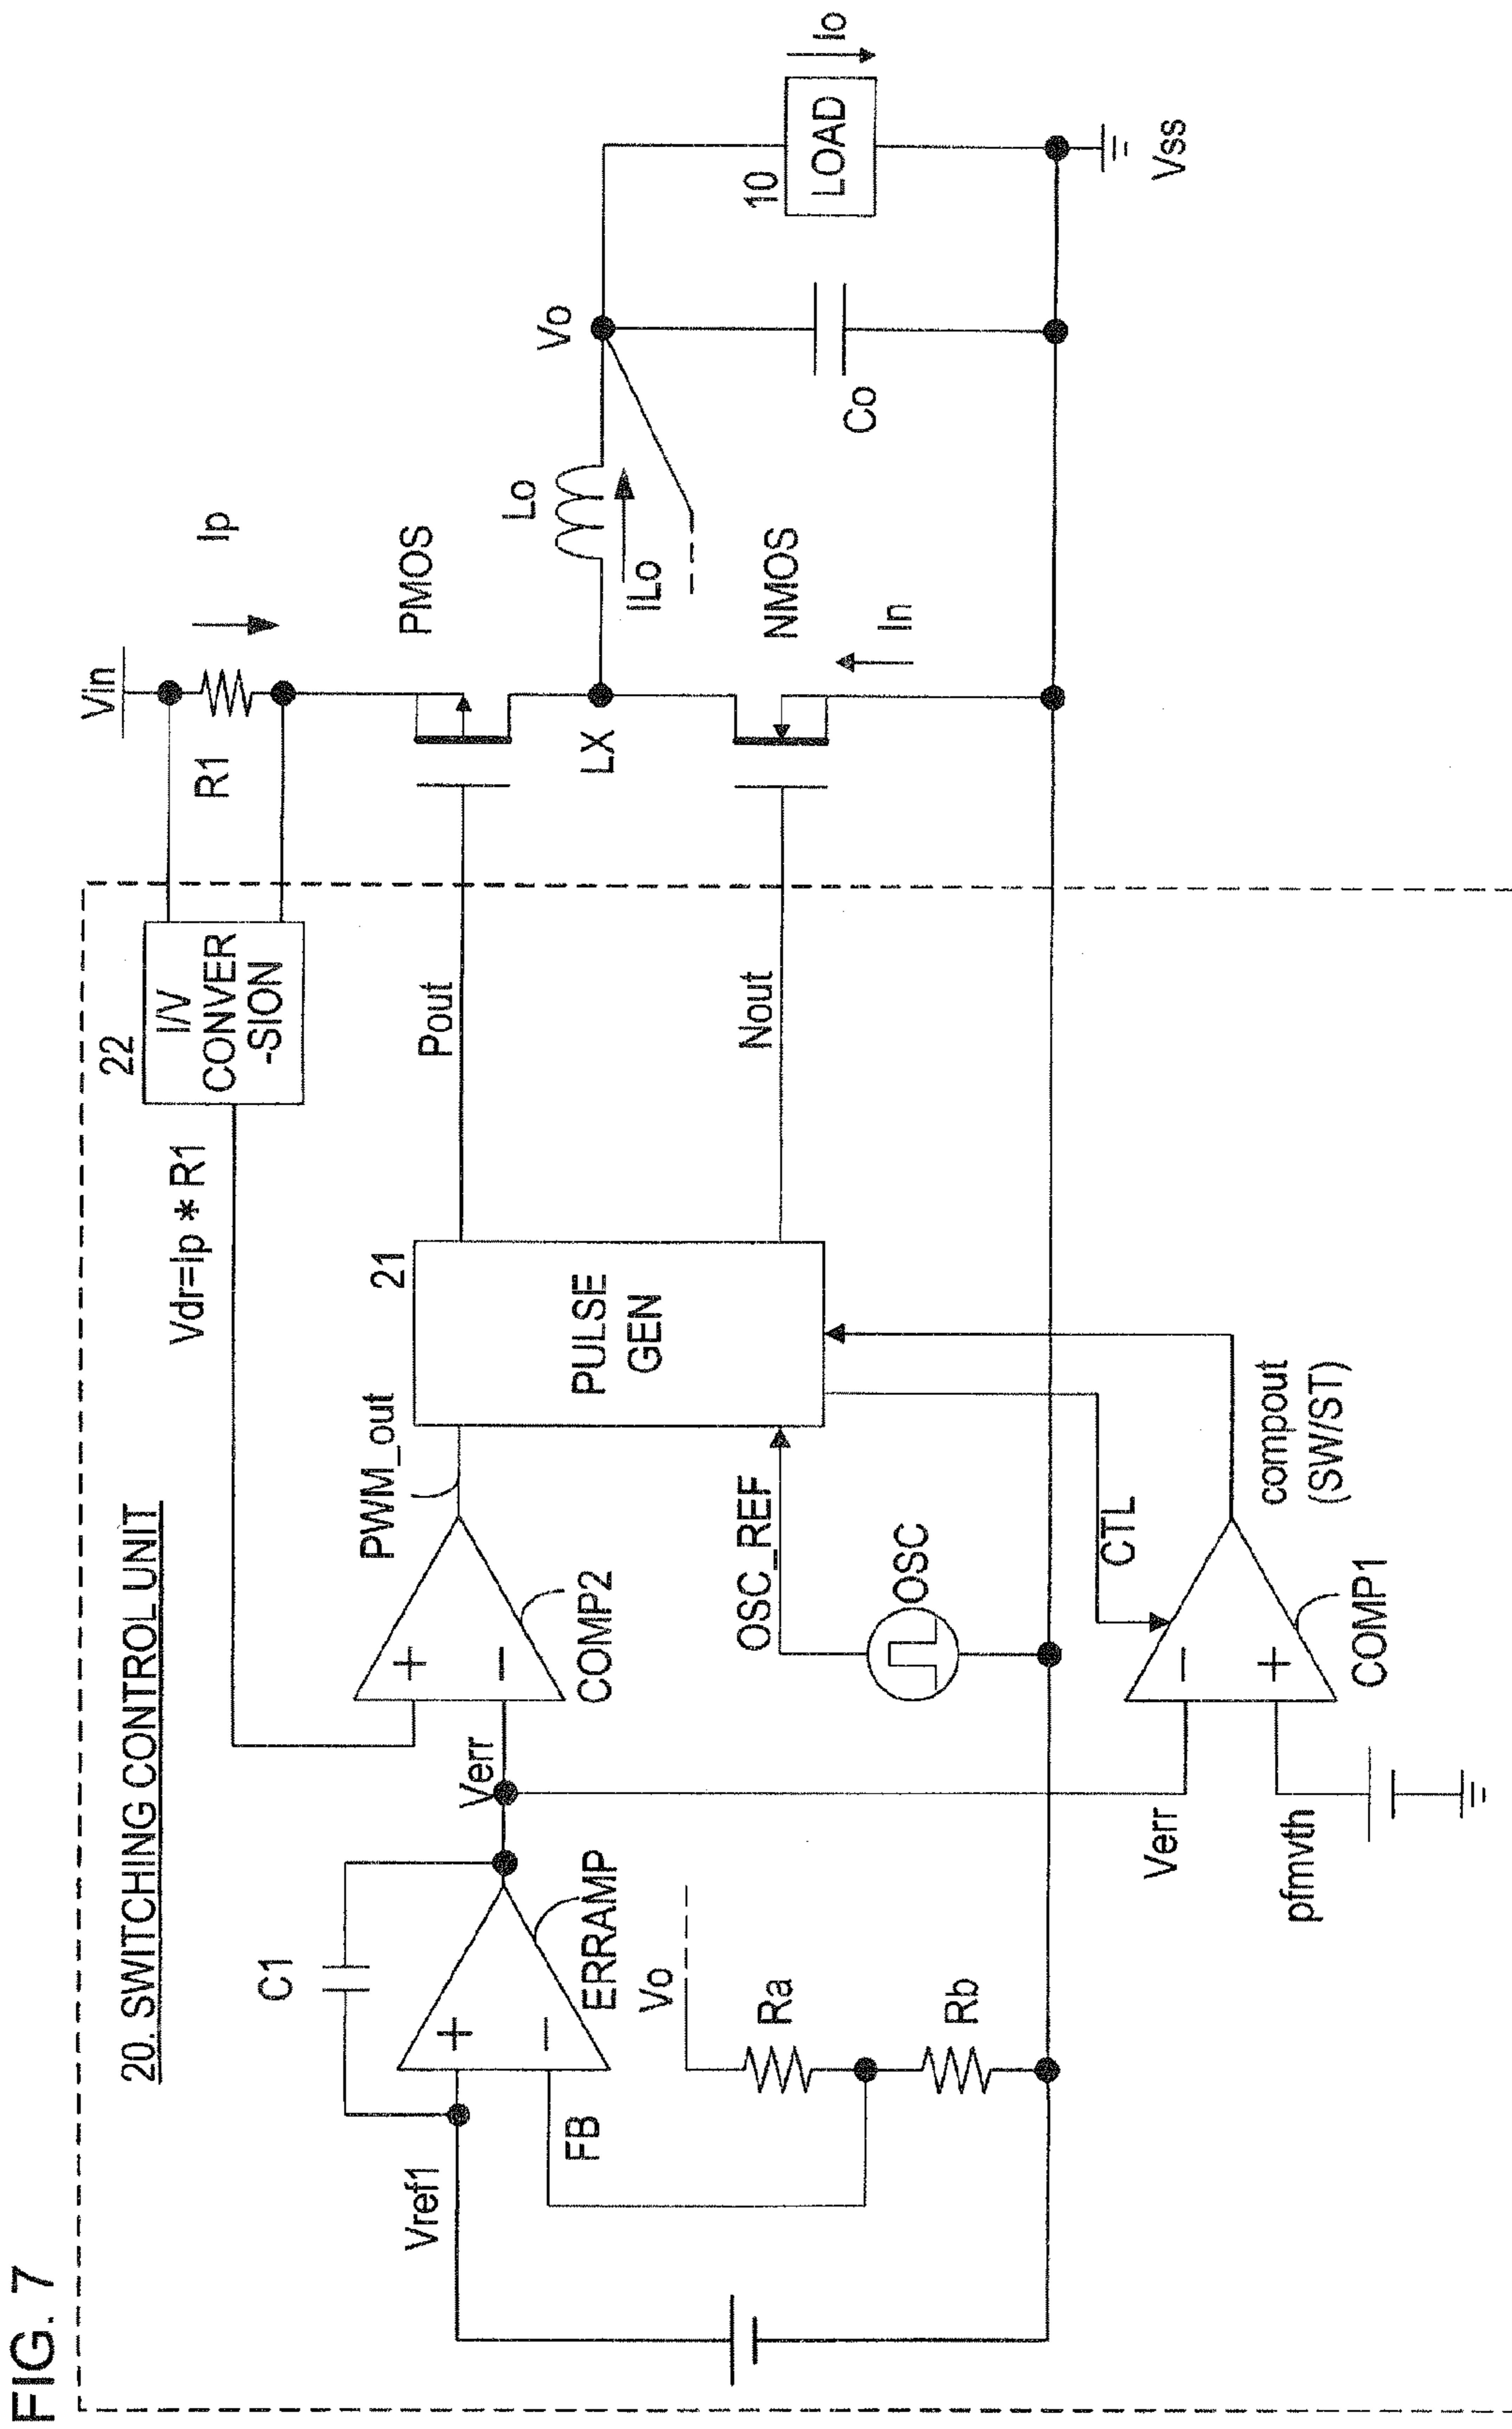 FIG. 7
20. SWITCHING CONTROL UNIT
Vin
Ip
R1
22
I/V
CONVER
-SION
Vdr=Ip * R1
C1
Vref1
FB
ERRAMP
Verr
COMP2
PWM_out
21
PULSE
GEN
Pout
Nout
PMOS
LX
Lo
ILo
NMOS
In
Vo
Co
10
LOAD
Io
Vss
Vo
Ra
Rb
OSC_REF
OSC
CTL
Verr
pfmvth
COMP1
compout
(SW/ST)